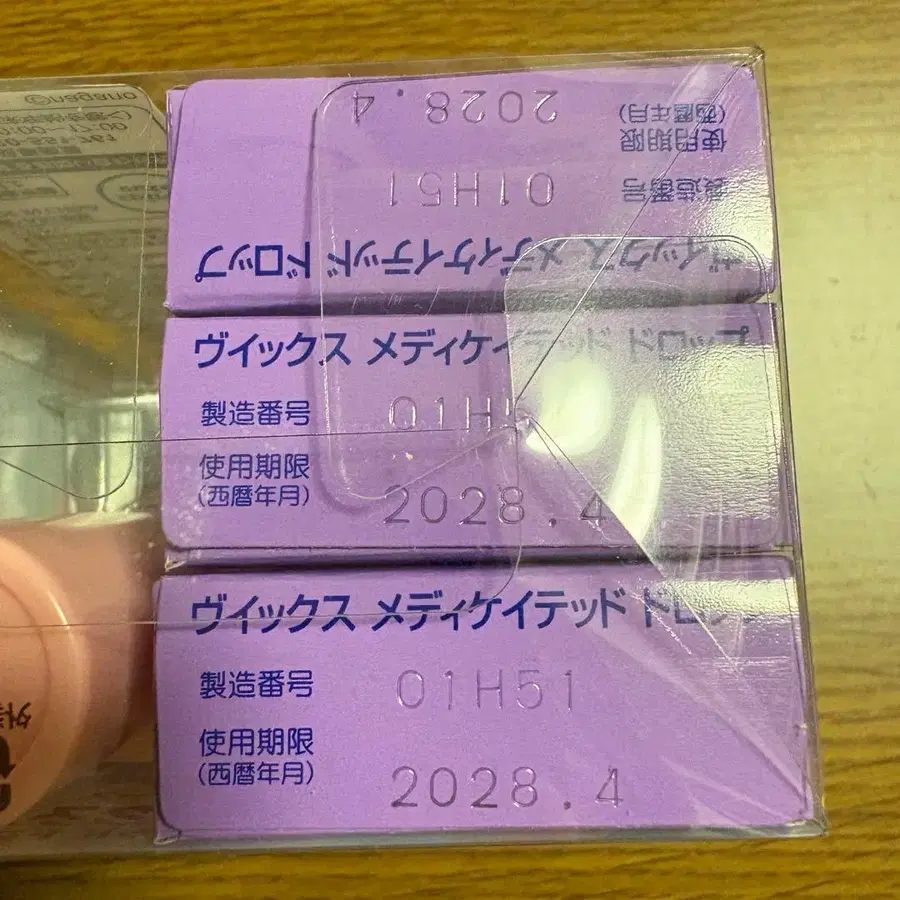 ヴイックス メディケイテッド ドロップ
製造番号 01H51
使用期限 2028.4
(西暦年月)
ヴイックス メディケイテッド ドロップ
製造番号
使用期限 2028.4
(西暦年月)
ヴイックス メディケイテッド ドロップ
製造番号 01H51
使用期限 2028.4
(西暦年月)